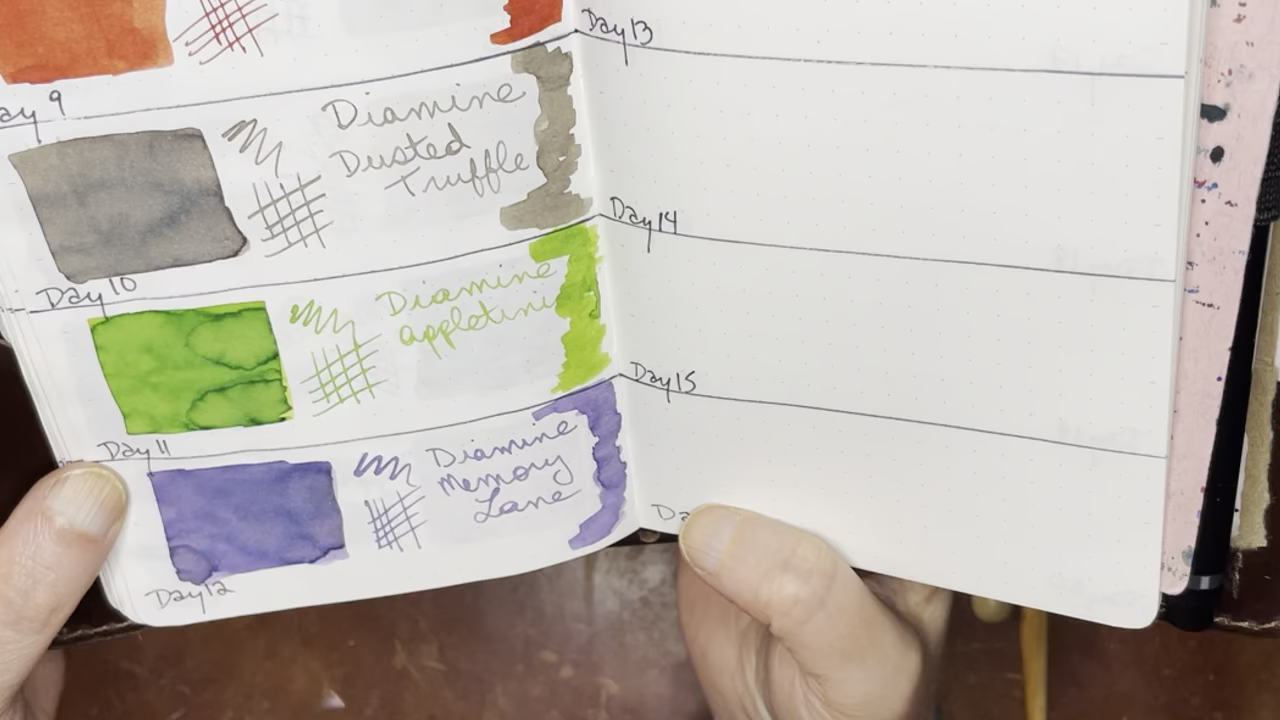 Day 9
Diamine
Dusted
Truffle
Day 10
Diamine
appletini
Day 11
Diamine
Memory
Lane
Day 12
Day 13
Day 14
Day 15